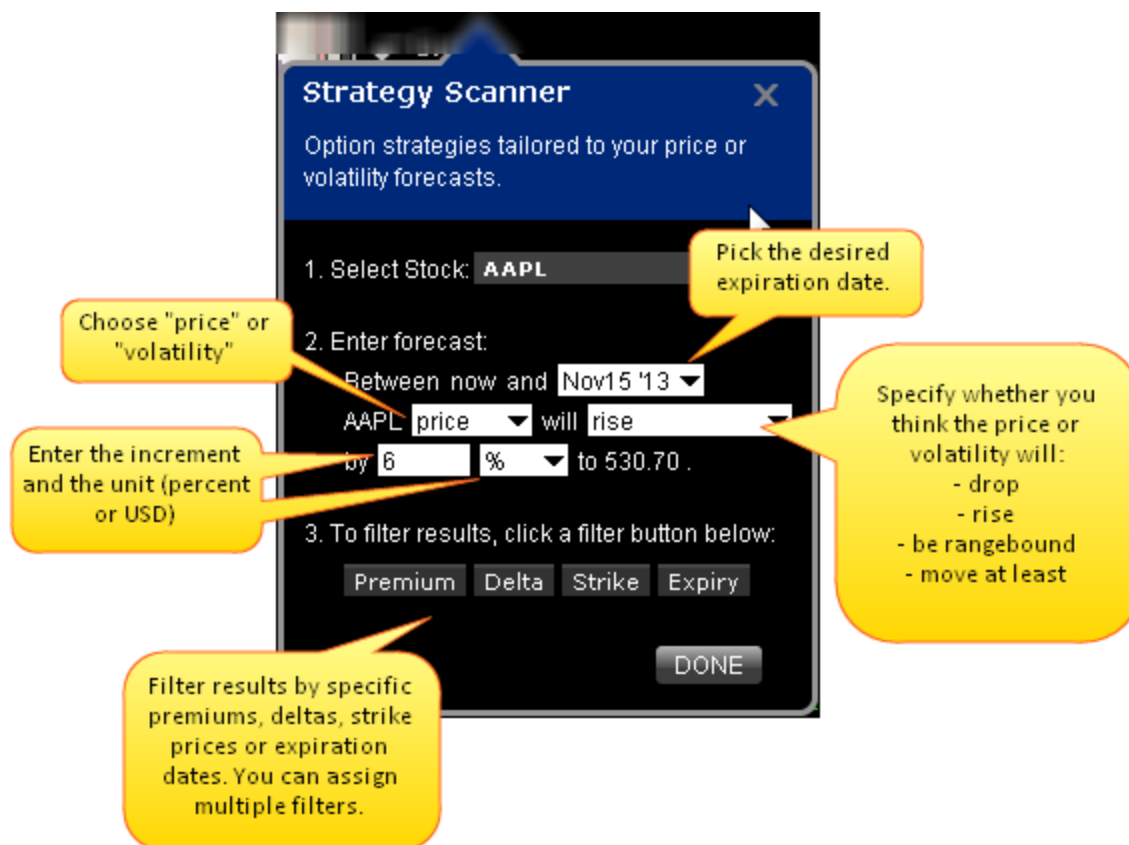 Strategy Scanner X
Option strategies tailored to your price or
volatility forecasts.
Pick the desired
expiration date.
1. Select Stock: AAPL
Choose "price" or
"volatility"
2. Enter forecast:
Between now and Nov15 '13
AAPL price will rise
by 6 % to 530.70 .
Specify whether you
think the price or
volatility will:
- drop
- rise
- be rangebound
- move at least
Enter the increment
and the unit (percent
or USD)
3. To filter results, click a filter button below:
Premium Delta Strike Expiry
DONE
Filter results by specific
premiums, deltas, strike
prices or expiration
dates. You can assign
multiple filters.